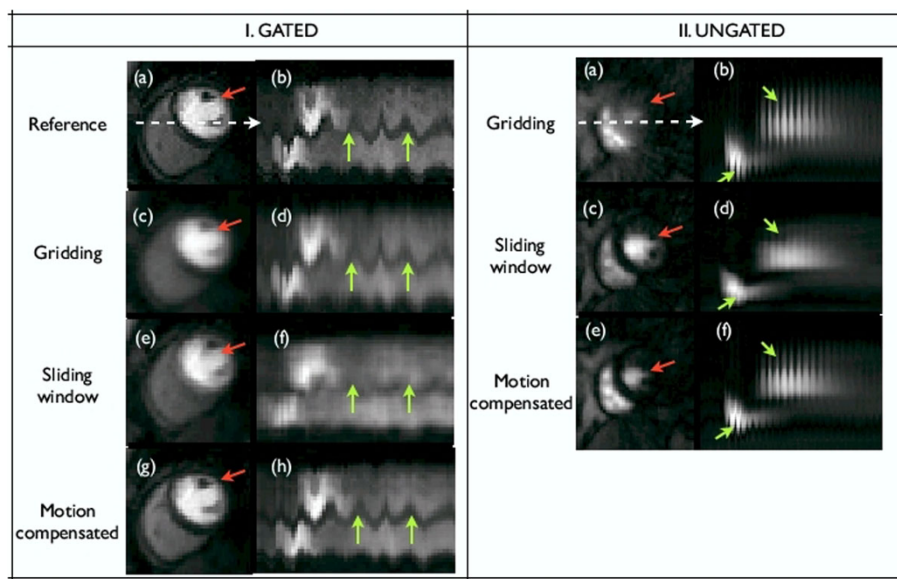 I. GATED
II. UNGATED
Reference
(a)
(b)
Gridding
(c)
(d)
Sliding
window
(e)
(f)
Motion
compensated
(g)
(h)
Gridding
(a)
(b)
Sliding
window
(c)
(d)
Motion
compensated
(e)
(f)